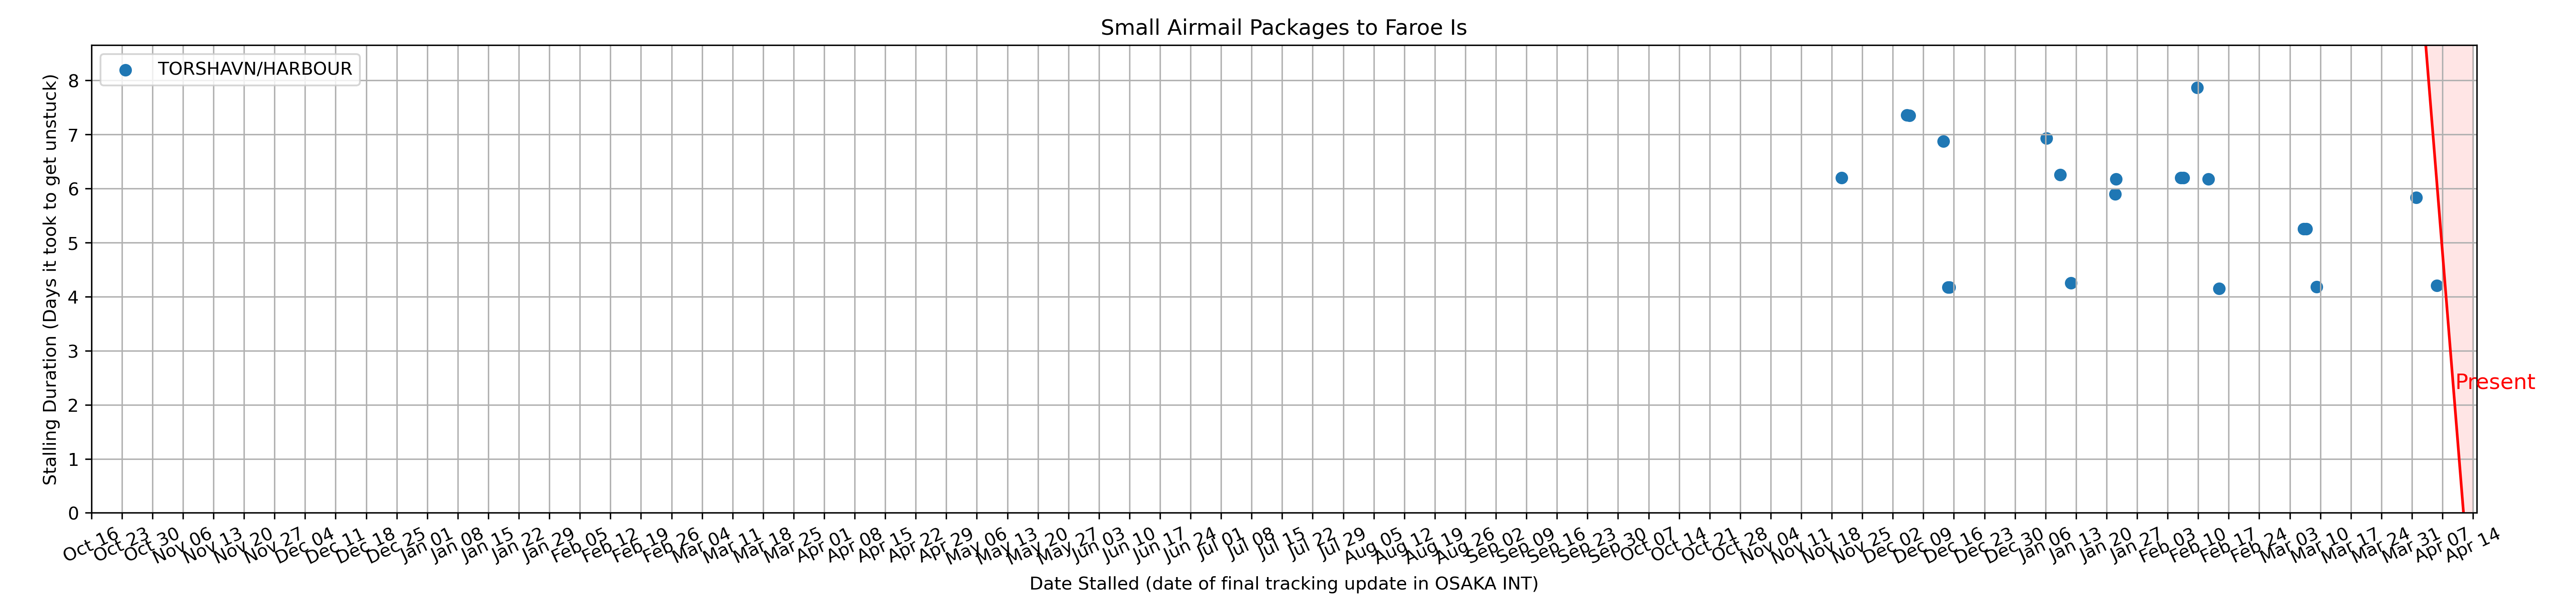 Small Airmail Packages to Faroe Is
TORSHAVN/HARBOUR
Stalling Duration (Days it took to get unstuck)
8
7
6
5
4
3
2
1
0
Present
Oct 16 Oct 23 Oct 30 Nov 06 Nov 13 Nov 20 Nov 27 Dec 04 Dec 11 Dec 18 Dec 25 Jan 01 Jan 08 Jan 15 Jan 22 Jan 29 Feb 05 Feb 12 Feb 19 Feb 26 Mar 04 Mar 11 Mar 18 Mar 25 Apr 01 Apr 08 Apr 15 Apr 22 Apr 29 May 06 May 13 May 20 May 27 Jun 03 Jun 10 Jun 17 Jun 24 Jul 01 Jul 08 Jul 15 Jul 22 Jul 29 Aug 05 Aug 12 Aug 19 Aug 26 Sep 02 Sep 09 Sep 16 Sep 23 Sep 30 Oct 07 Oct 14 Oct 21 Oct 28 Nov 04 Nov 11 Nov 18 Nov 25 Dec 02 Dec 09 Dec 16 Dec 23 Dec 30 Jan 06 Jan 13 Jan 20 Jan 27 Feb 03 Feb 10 Feb 17 Feb 24 Mar 03 Mar 10 Mar 17 Mar 24 Mar 31 Apr 07 Apr 14
Date Stalled (date of final tracking update in OSAKA INT)